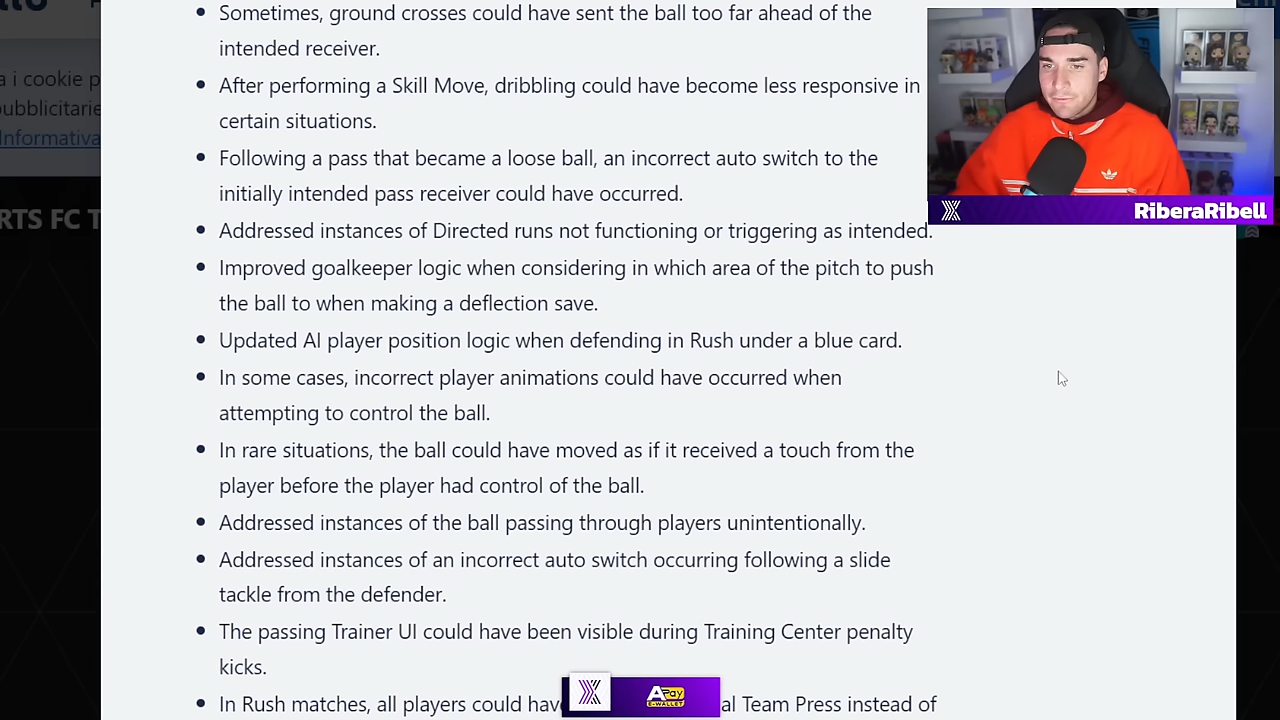 Sometimes, ground crosses could have sent the ball too far ahead of the
intended receiver.
After performing a Skill Move, dribbling could have become less responsive in
certain situations.
Following a pass that became a loose ball, an incorrect auto switch to the
initially intended pass receiver could have occurred.
Addressed instances of Directed runs not functioning or triggering as intended.
Improved goalkeeper logic when considering in which area of the pitch to push
the ball to when making a deflection save.
Updated AI player position logic when defending in Rush under a blue card.
In some cases, incorrect player animations could have occurred when
attempting to control the ball.
In rare situations, the ball could have moved as if it received a touch from the
player before the player had control of the ball.
Addressed instances of the ball passing through players unintentionally.
Addressed instances of an incorrect auto switch occurring following a slide
tackle from the defender.
The passing Trainer UI could have been visible during Training Center penalty
kicks.
In Rush matches, all players could have al Team Press instead of
a i cookie p
pubblicitarie
Informativa
RTS FC T
RiberaRibell
APay
E-WALLET